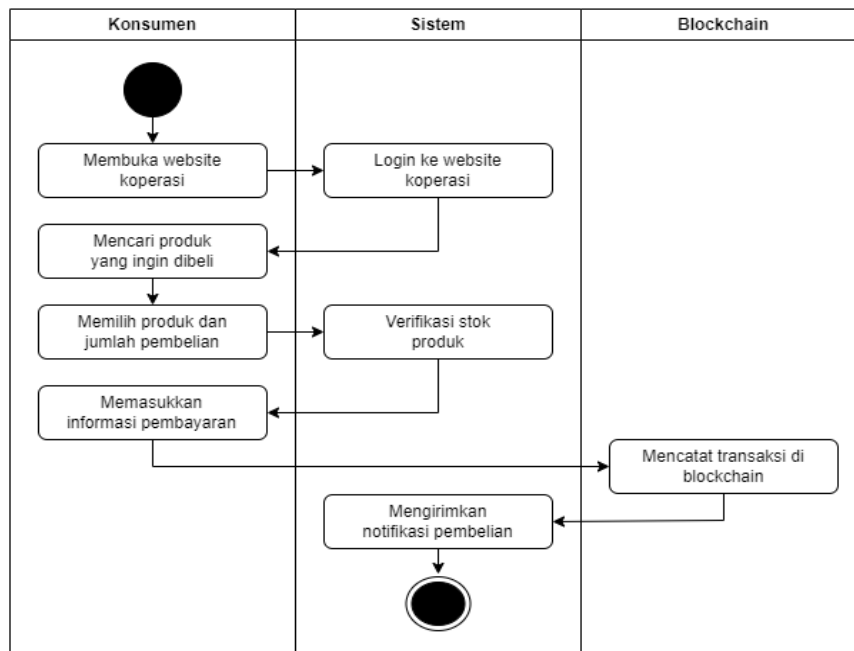 Konsumen
Sistem
Blockchain
Membuka website
koperasi
Login ke website
koperasi
Mencari produk
yang ingin dibeli
Memilih produk dan
jumlah pembelian
Verifikasi stok
produk
Memasukkan
informasi pembayaran
Mencatat transaksi di
blockchain
Mengirimkan
notifikasi pembelian